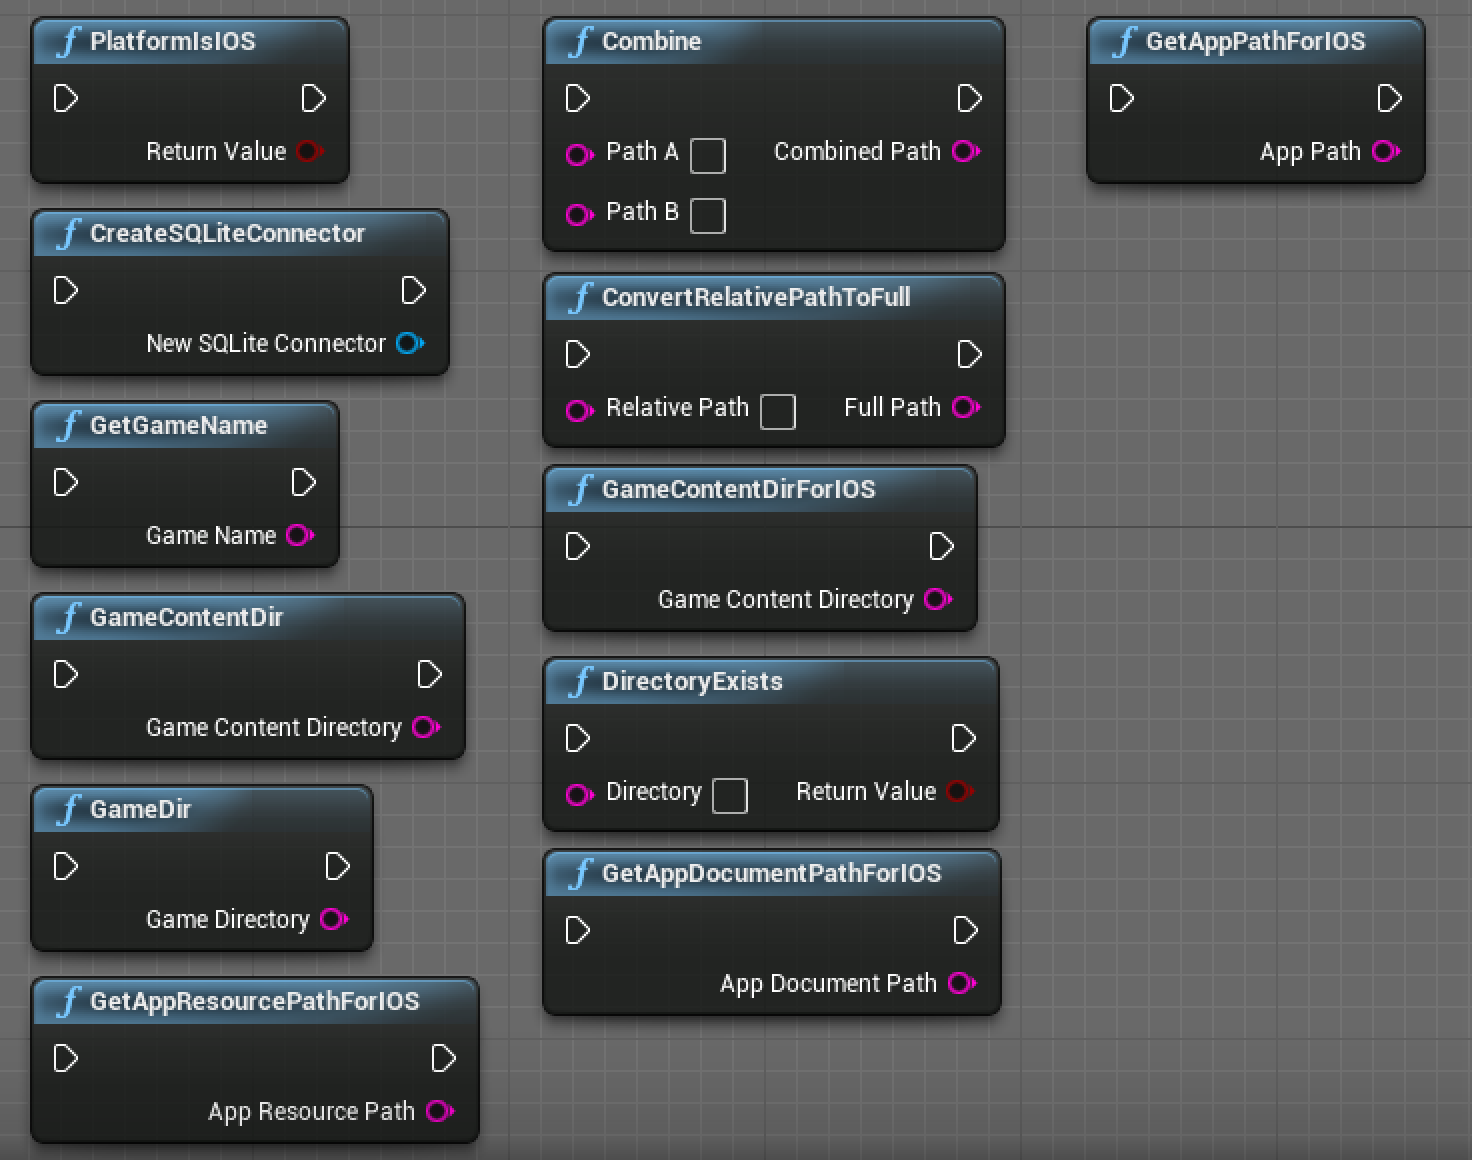 PlatformIsIOS
Return Value
CreateSQLiteConnector
New SQLite Connector
GetGameName
Game Name
GameContentDir
Game Content Directory
GameDir
Game Directory
GetAppResourcePathForIOS
App Resource Path
Combine
Path A Combined Path
Path B
ConvertRelativePathToFull
Relative Path Full Path
GameContentDirForIOS
Game Content Directory
DirectoryExists
Directory Return Value
GetAppDocumentPathForIOS
App Document Path
GetAppPathForIOS
App Path